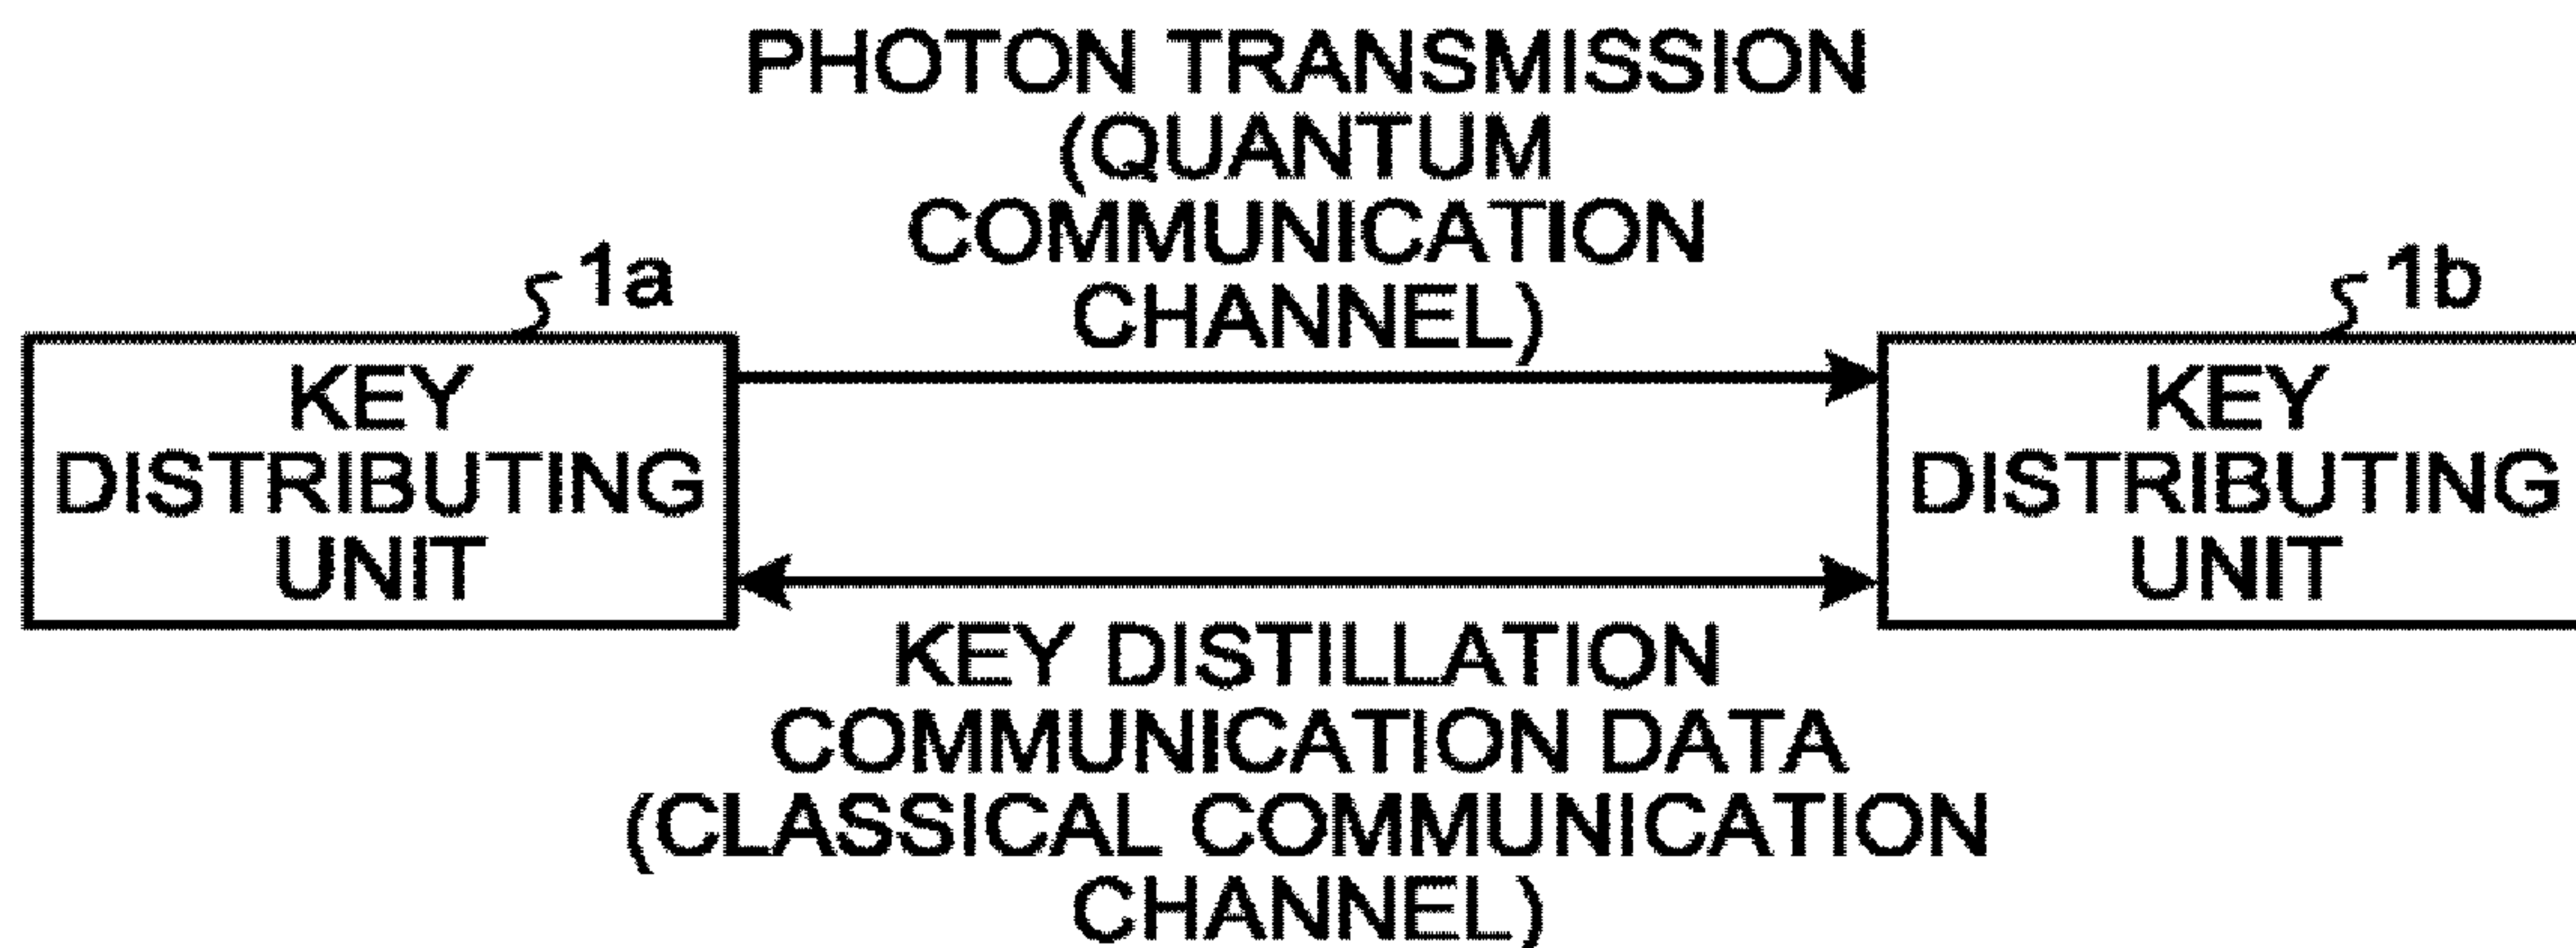 PHOTON TRANSMISSION
(QUANTUM
COMMUNICATION
CHANNEL)
1a
1b
KEY
DISTRIBUTING
UNIT
KEY
DISTRIBUTING
UNIT
KEY DISTILLATION
COMMUNICATION DATA
(CLASSICAL COMMUNICATION
CHANNEL)